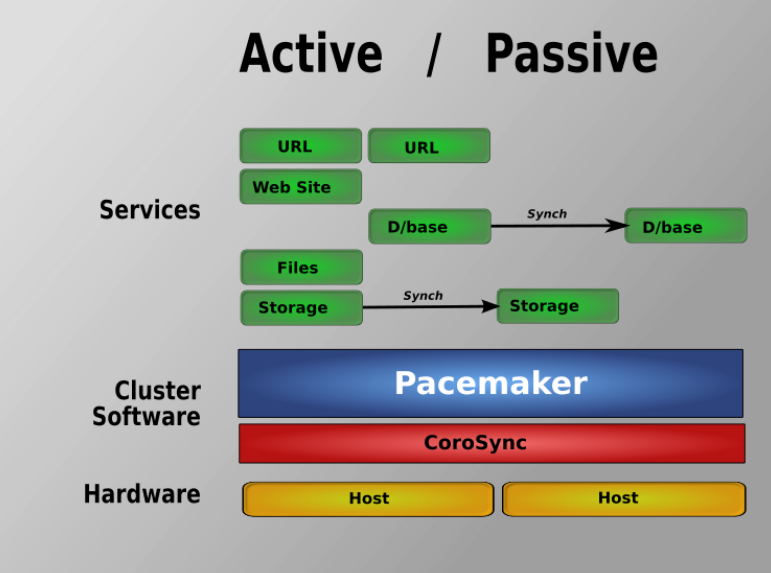 Active / Passive
URL URL
Web Site
Services
D/base Synch D/base
Files
Storage Synch Storage
Cluster
Software
Pacemaker
CoroSync
Hardware
Host Host